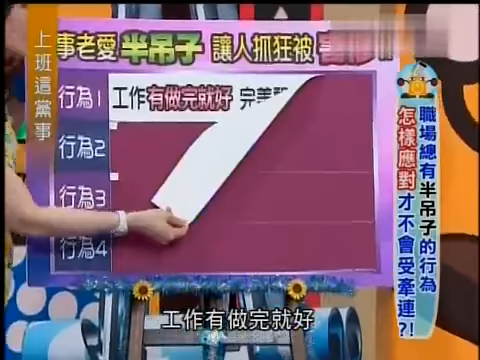 上班這黨事
事老愛半吊子 讓人抓狂被
行為1 工作有做完就好 完美
行為2
行為3
行為4
職場總有半吊子的行為
怎樣應對才不會受牽連?!
工作有做完就好